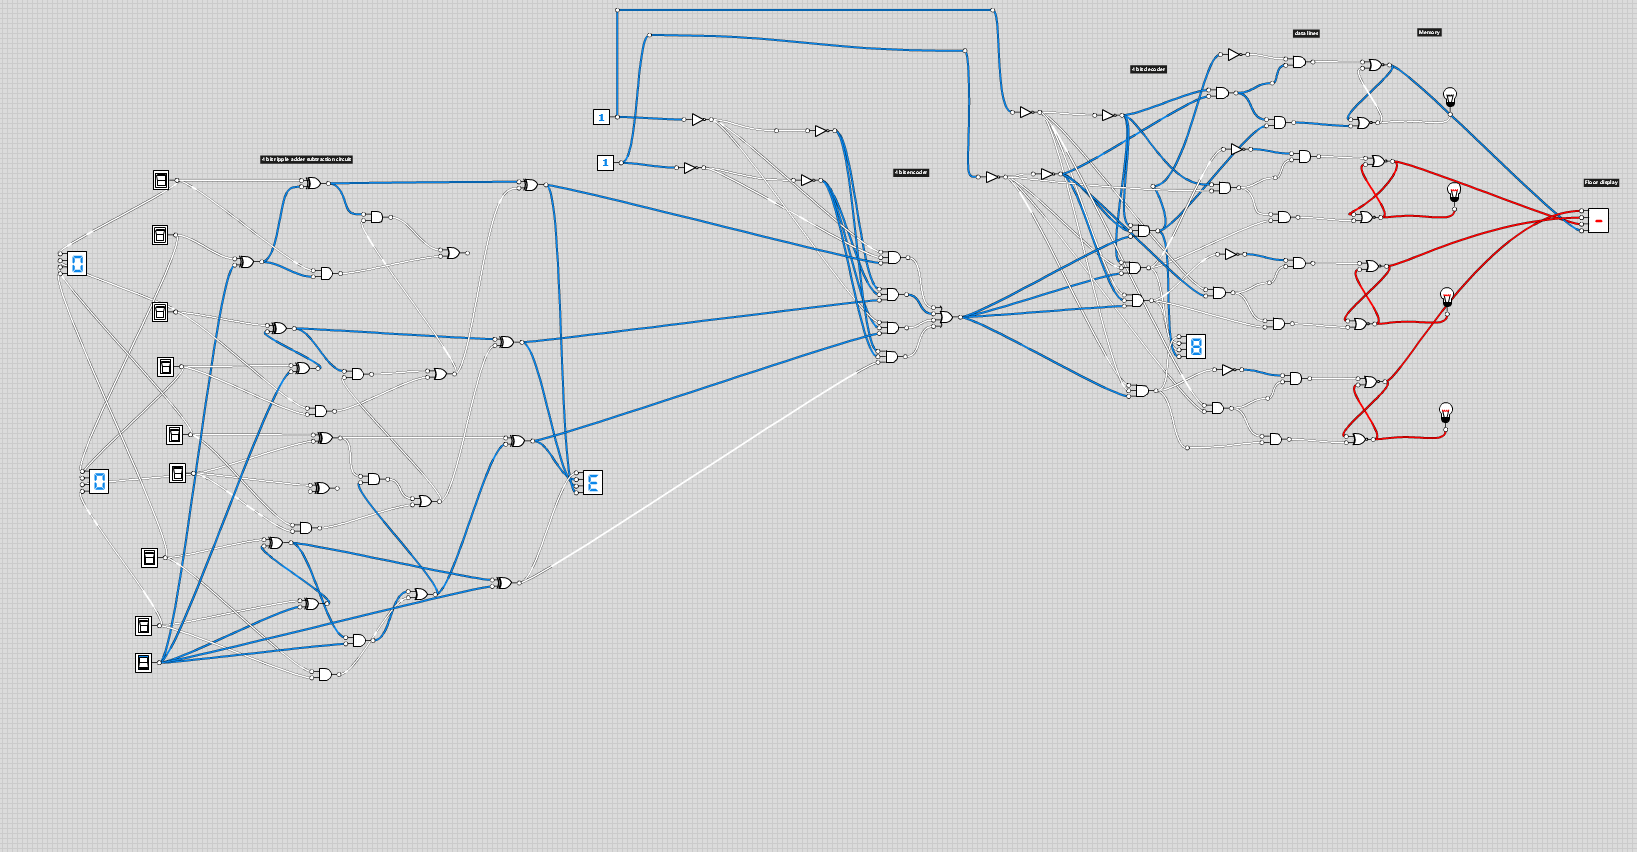 data lines
Memory
4 bit decoder
1
4 bit ripple adder subtraction circuit
1
4 bit encoder
Floor display
-
0
8
0
E